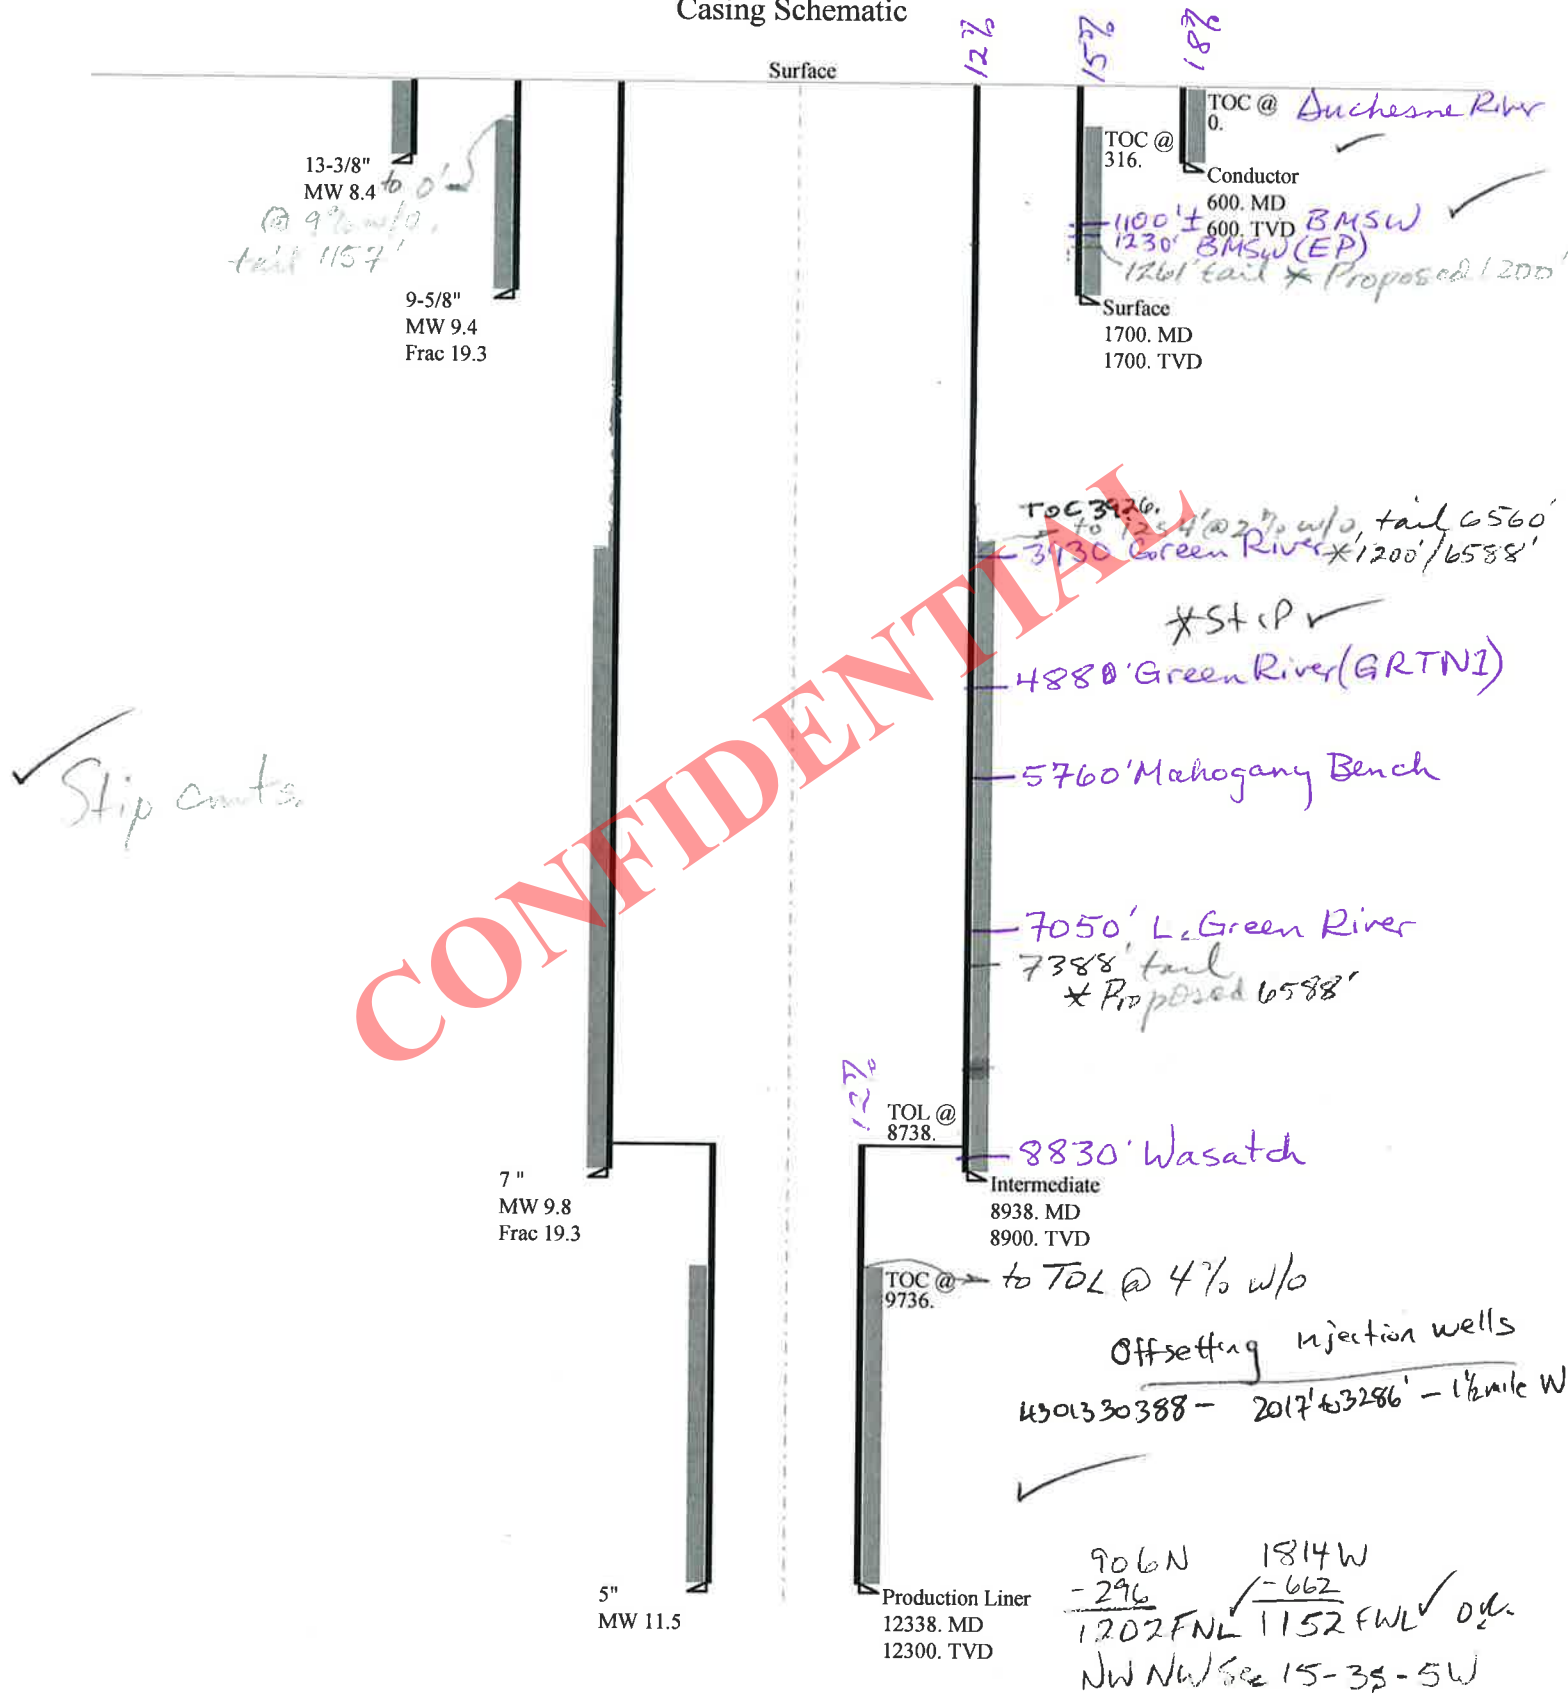 Casing Schematic
12%
15%
18%
Surface
TOC @ Duchesne River
0.
TOC @
316.
13-3/8"
MW 8.4
to 0'
@ 9% w/o,
tail 1157'
Conductor
600. MD
600. TVD
1100'± BMSW
1230' BMSW (EP)
1261' tail * Proposed 1200'
9-5/8"
MW 9.4
Frac 19.3
Surface
1700. MD
1700. TVD
TOC 3926.
to 1254' @ 2% w/o, tail 6560'
3930 Green River * 1200'/6588'
*Stip ✓
4880' Green River (GRTN1)
✓ Stip cmts.
5760' Mahogany Bench
CONFIDENTIAL
7050' L. Green River
7388' tail
* Proposed 6588'
12%
TOL @
8738.
8830' Wasatch
7 "
MW 9.8
Frac 19.3
Intermediate
8938. MD
8900. TVD
TOC @ to TOL @ 4% w/o
9736.
Offsetting injection wells
4301330388 - 2017' to 3286' - 1½ mile W
5"
MW 11.5
Production Liner
12338. MD
12300. TVD
906N 1814W
-296 -662
1202 FNL ✓ 1152 FWL ✓ O.K.
NW NW Sec 15-3S-5W